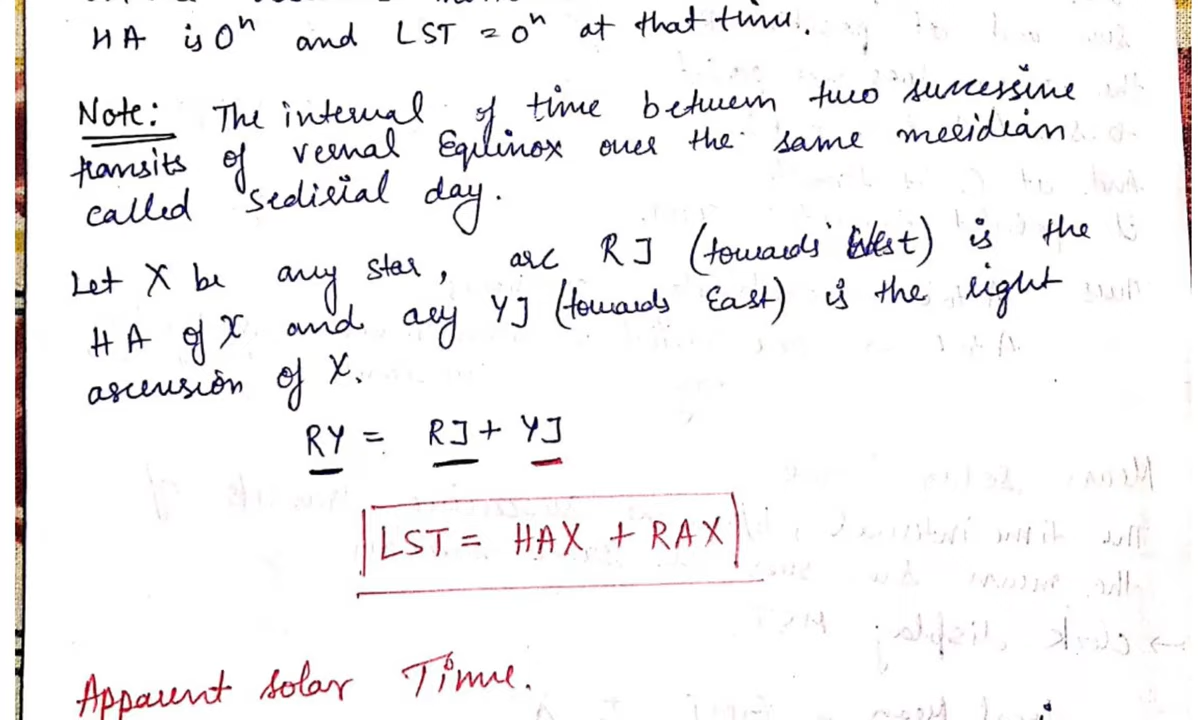 HA is 0ʰ and LST = 0ʰ at that time.
Note: The interval of time between two successive
transits of vernal Equinox over the same meridian
called sedirial day.
Let X be any star, arc RJ (towards West) is the
HA of X and arc YJ (towards East) is the right
ascension of X.
RY = RJ + YJ
LST = HAX + RAX
Apparent Solar Time.